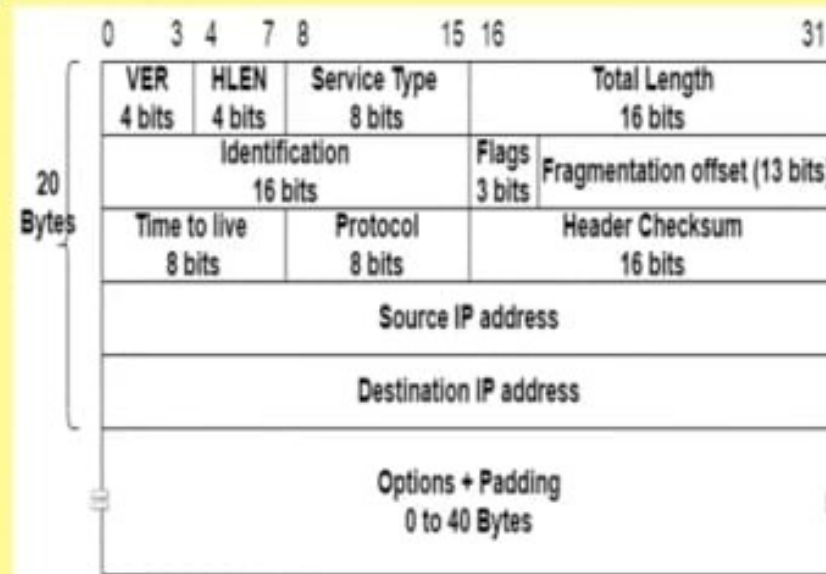 0 3 4 7 8 15 16 31
VER HLEN Service Type Total Length
4 bits 4 bits 8 bits 16 bits
Identification Flags Fragmentation offset (13 bits
16 bits 3 bits
20
Bytes
Time to live Protocol Header Checksum
8 bits 8 bits 16 bits
Source IP address
Destination IP address
Options + Padding
0 to 40 Bytes